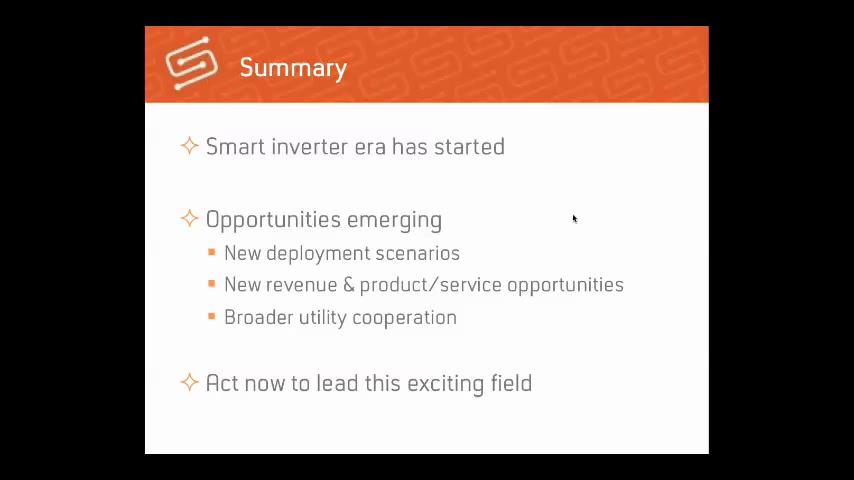 Summary
Smart inverter era has started
Opportunities emerging
New deployment scenarios
New revenue & product/service opportunities
Broader utility cooperation
Act now to lead this exciting field